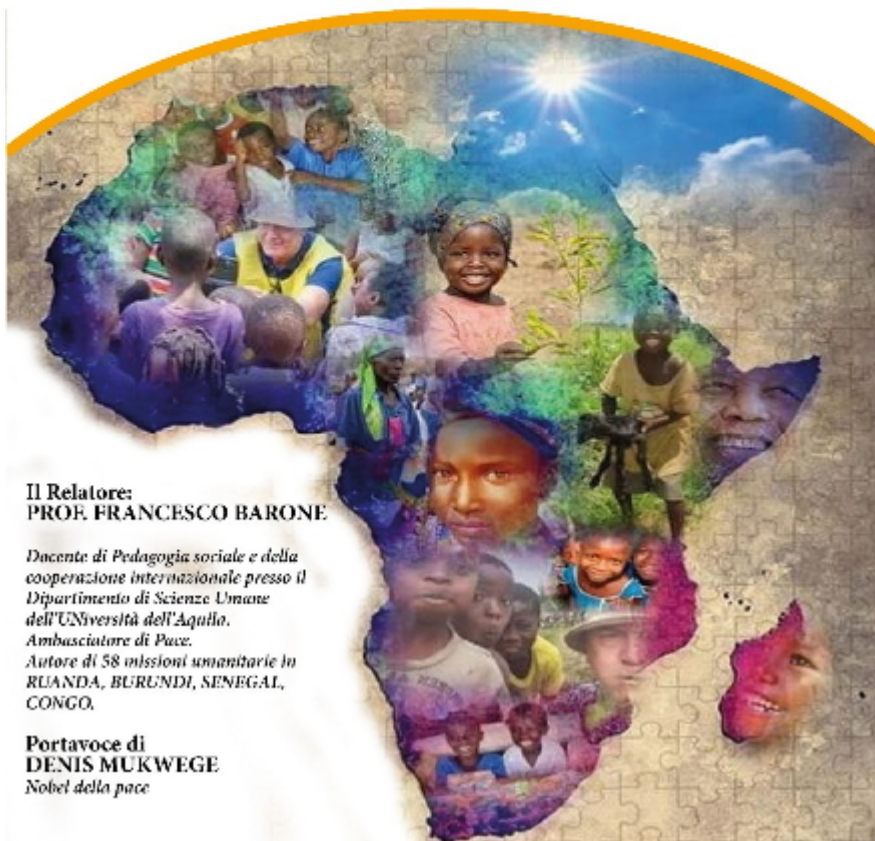 Il Relatore:
PROF. FRANCESCO BARONE
Docente di Pedagogia sociale e della
cooperazione internazionale presso il
Dipartimento di Scienze Umane
dell'UNiversità dell'Aquila.
Ambasciatore di Pace.
Autore di 58 missioni umanitarie in
RUANDA, BURUNDI, SENEGAL,
CONGO.
Portavoce di
DENIS MUKWEGE
Nobel della pace